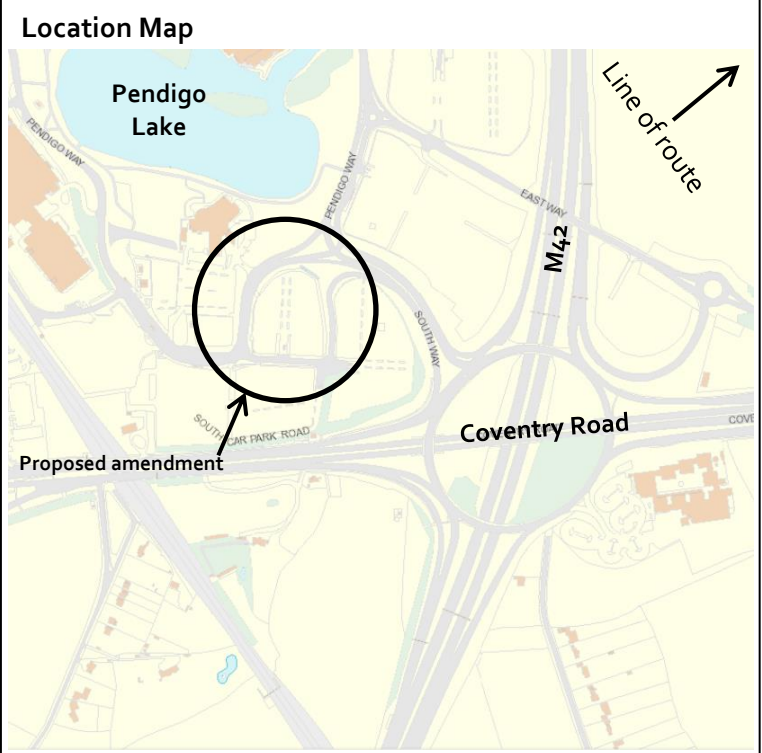 Location Map
Pendigo
Lake
Line of route
PENDIGO WAY
PENDIGO WAY
EAST WAY
M42
SOUTH WAY
Coventry Road
COVE
SOUTH CAR PARK ROAD
Proposed amendment